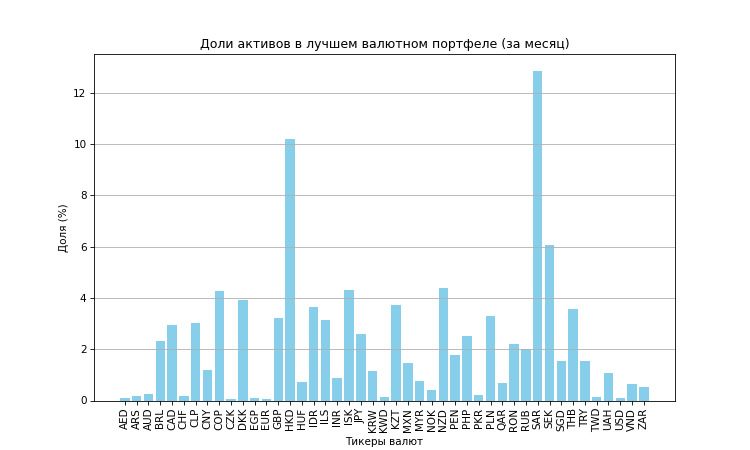 Доли активов в лучшем валютном портфеле (за месяц)
Доля (%)
12
10
8
6
4
2
0
AED ARS AUD BRL CAD CHF CLP CNY COP CZK DKK EGP EUR GBP HKD HUF IDR ILS INR ISK JPY KRW KWD KZT MXN MYR NOK NZD PEN PHP PKR PLN QAR RON RUB SAR SEK SGD THB TRY TWD UAH USD VND ZAR
Тикеры валют